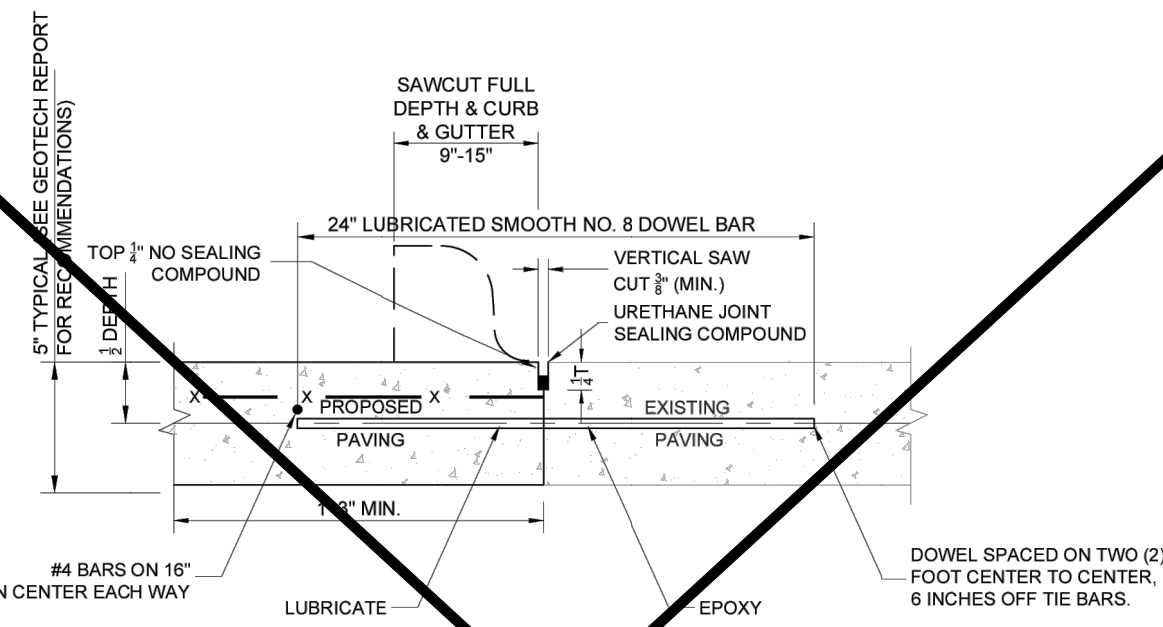 5" TYPICAL (SEE GEOTECH REPORT
FOR RECOMMENDATIONS)
SAWCUT FULL
DEPTH & CURB
& GUTTER
9"-15"
24" LUBRICATED SMOOTH NO. 8 DOWEL BAR
TOP 1/4" NO SEALING
COMPOUND
VERTICAL SAW
CUT 3/8" (MIN.)
URETHANE JOINT
SEALING COMPOUND
1/2 DEPTH
1/4 T
X X X
PROPOSED
PAVING
EXISTING
PAVING
MIN.
#4 BARS ON 16"
CENTER EACH WAY
LUBRICATE
EPOXY
DOWEL SPACED ON TWO (2)
FOOT CENTER TO CENTER,
6 INCHES OFF TIE BARS.